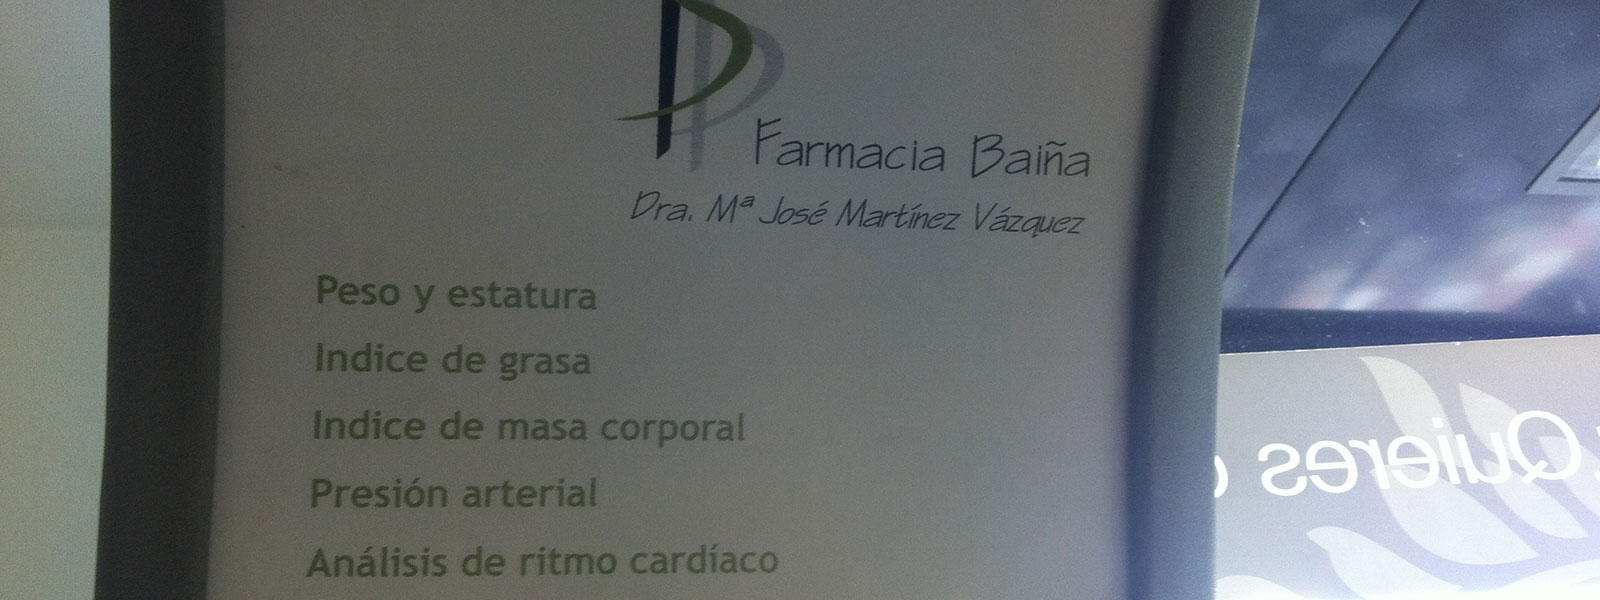 Farmacia Baiña
Dra. Mª José Martínez Vázquez
Peso y estatura
Indice de grasa
Indice de masa corporal
Presión arterial
Análisis de ritmo cardíaco
¿Quieres